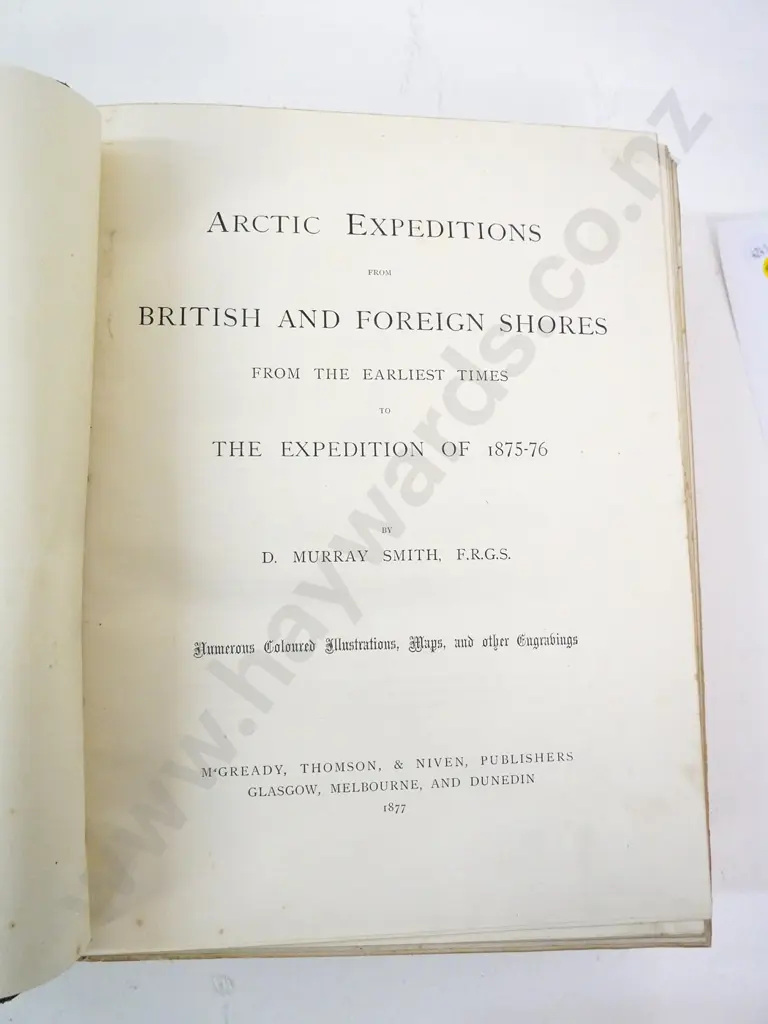 ARCTIC EXPEDITIONS
FROM
BRITISH AND FOREIGN SHORES
FROM THE EARLIEST TIMES
TO
THE EXPEDITION OF 1875-76
BY
D. MURRAY SMITH, F.R.G.S.
Numerous Coloured Illustrations, Maps, and other Engravings
McGREADY, THOMSON, & NIVEN, PUBLISHERS
GLASGOW, MELBOURNE, AND DUNEDIN
1877
www.haywards.co.nz